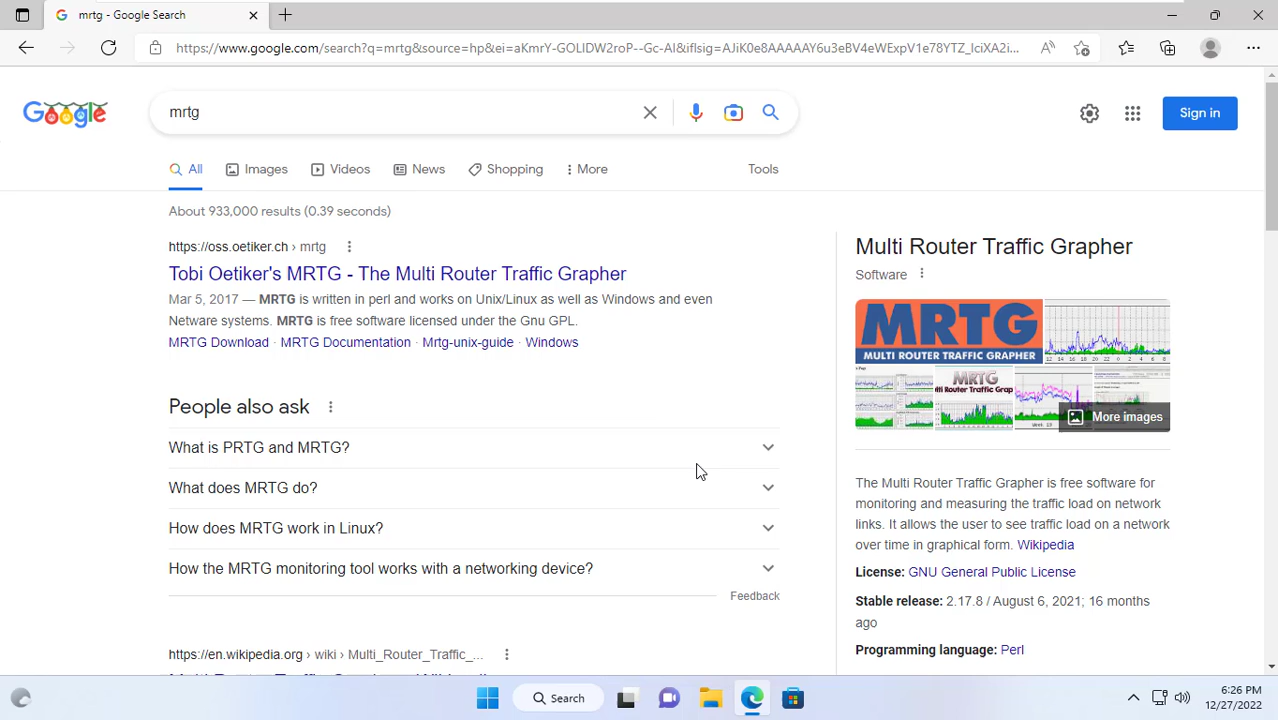 mrtg - Google Search
https://www.google.com/search?q=mrtg&source=hp&ei=aKmrY-GOLIDW2roP--Gc-AI&iflsig=AJiK0e8AAAAAY6u3eBV4eWExpV1e78YTZ_IciXA2i...
Google
mrtg
Sign in
All
Images
Videos
News
Shopping
More
Tools
About 933,000 results (0.39 seconds)
https://oss.oetiker.ch › mrtg
Tobi Oetiker's MRTG - The Multi Router Traffic Grapher
Mar 5, 2017 — MRTG is written in perl and works on Unix/Linux as well as Windows and even
Netware systems. MRTG is free software licensed under the Gnu GPL.
MRTG Download · MRTG Documentation · Mrtg-unix-guide · Windows
People also ask
What is PRTG and MRTG?
What does MRTG do?
How does MRTG work in Linux?
How the MRTG monitoring tool works with a networking device?
Feedback
https://en.wikipedia.org › wiki › Multi_Router_Traffic_...
Multi Router Traffic Grapher
Software
MRTG
MULTI ROUTER TRAFFIC GRAPHER
MRTG
More images
The Multi Router Traffic Grapher is free software for
monitoring and measuring the traffic load on network
links. It allows the user to see traffic load on a network
over time in graphical form. Wikipedia
License: GNU General Public License
Stable release: 2.17.8 / August 6, 2021; 16 months
ago
Programming language: Perl
Search
6:26 PM
12/27/2022